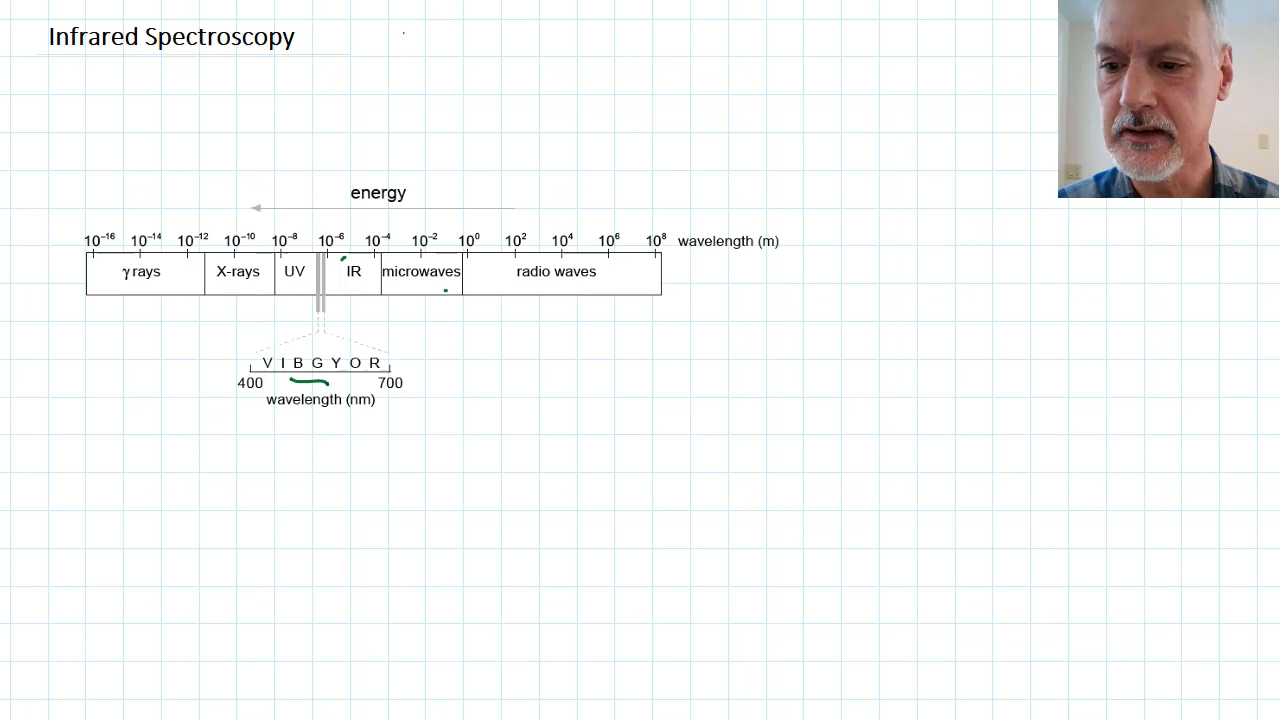 Infrared Spectroscopy
energy
10⁻¹⁶ 10⁻¹⁴ 10⁻¹² 10⁻¹⁰ 10⁻⁸ 10⁻⁶ 10⁻⁴ 10⁻² 10⁰ 10² 10⁴ 10⁶ 10⁸ wavelength (m)
γ rays X-rays UV IR microwaves radio waves
V I B G Y O R
400 700
wavelength (nm)